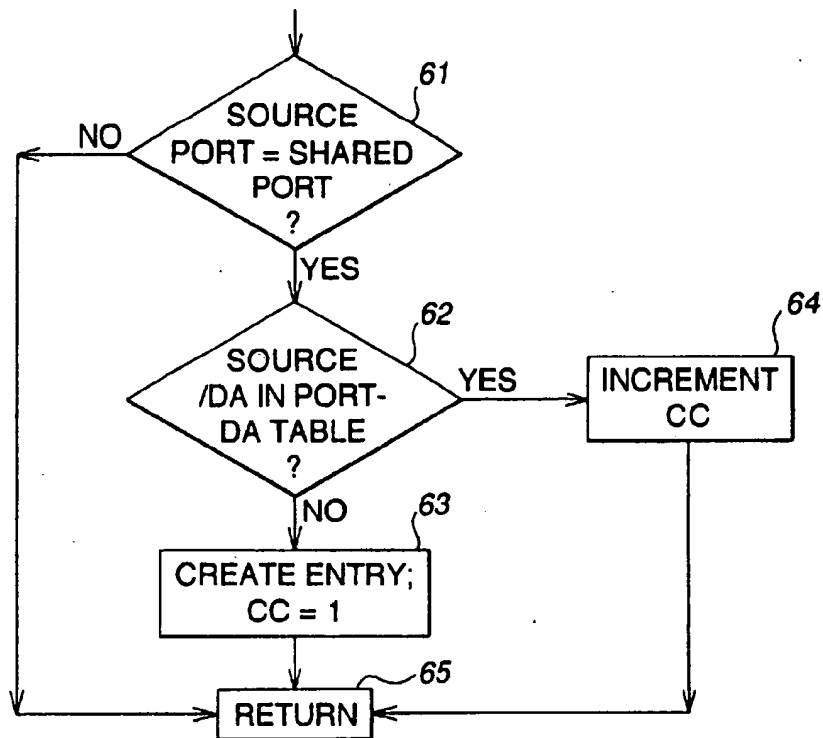 61
SOURCE
PORT = SHARED
PORT
?
NO
YES
62
SOURCE
/DA IN PORT-
DA TABLE
?
YES
64
INCREMENT
CC
NO
63
CREATE ENTRY;
CC = 1
65
RETURN